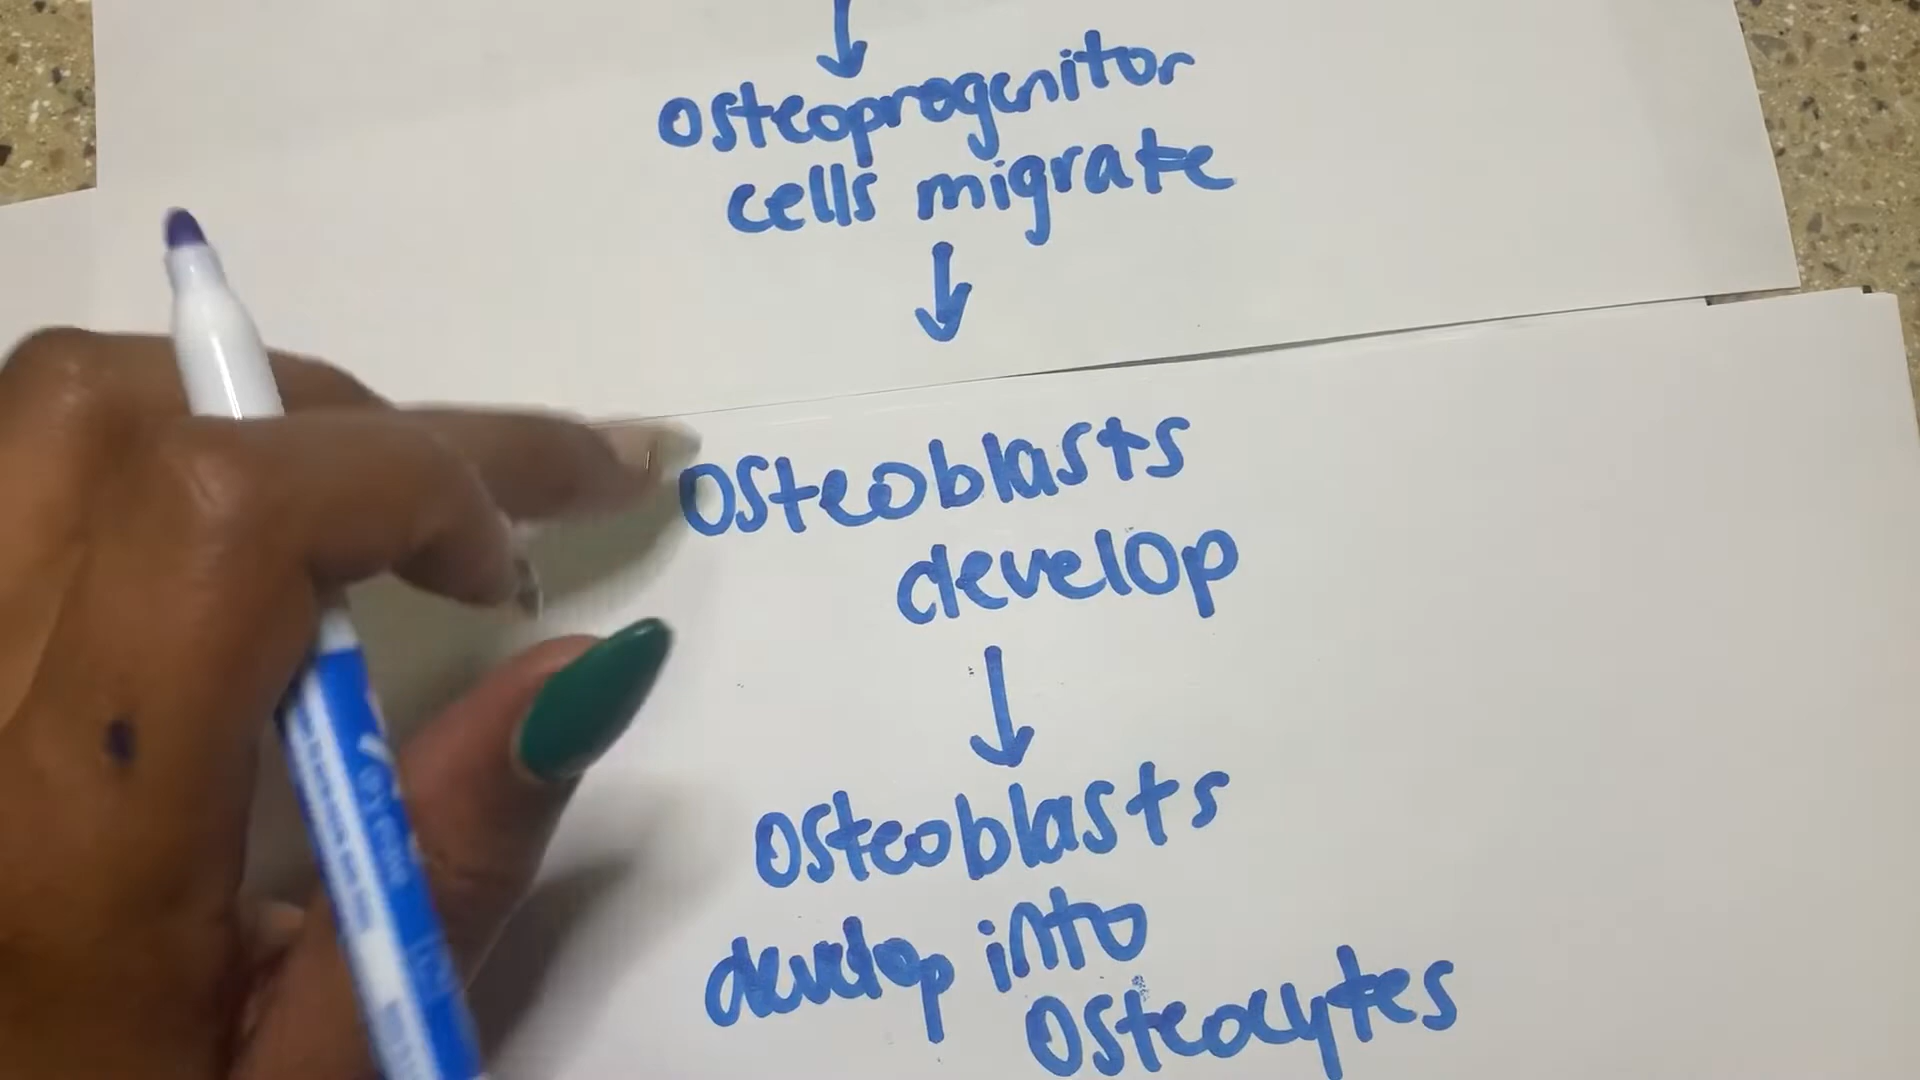 Osteoprogenitor
cells migrate
Osteoblasts
develop
Osteoblasts
develop into
Osteocytes